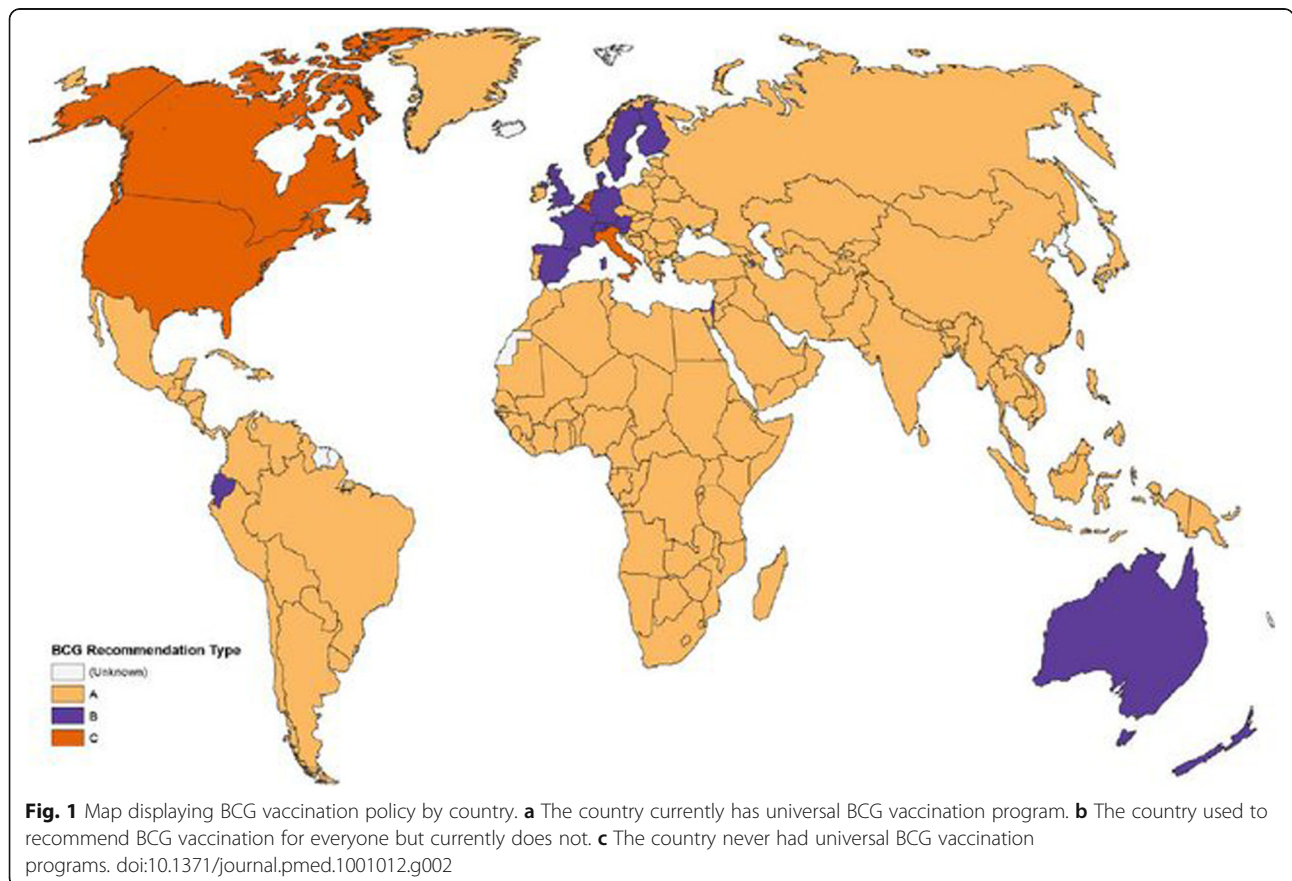 BCG Recommendation Type
(Unknown)
A
B
C
Fig. 1 Map displaying BCG vaccination policy by country. a The country currently has universal BCG vaccination program. b The country used to
recommend BCG vaccination for everyone but currently does not. c The country never had universal BCG vaccination
programs. doi:10.1371/journal.pmed.1001012.g002